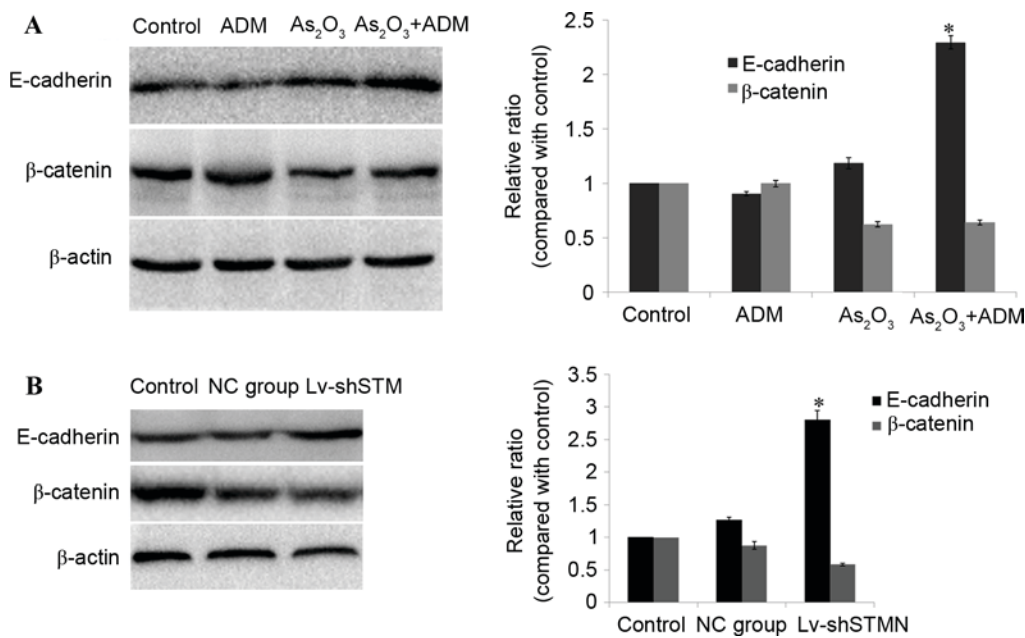 A
Control ADM As₂O₃ As₂O₃+ADM
E-cadherin
β-catenin
β-actin
Relative ratio
(compared with control)
2.5
2
1.5
1
0.5
0
*
E-cadherin
β-catenin
Control ADM As₂O₃ As₂O₃+ADM
B
Control NC group Lv-shSTM
E-cadherin
β-catenin
β-actin
Relative ratio
(compared with control)
3.5
3
2.5
2
1.5
1
0.5
0
*
E-cadherin
β-catenin
Control NC group Lv-shSTMN